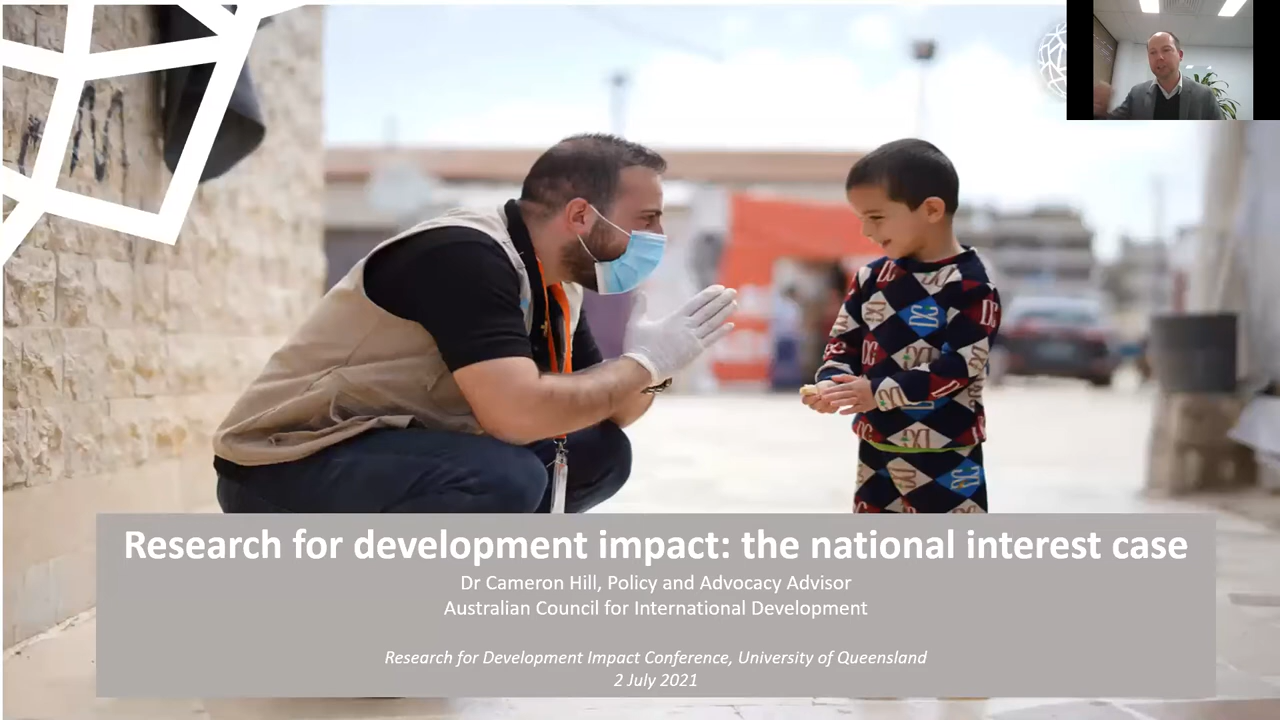 Research for development impact: the national interest case
Dr Cameron Hill, Policy and Advocacy Advisor
Australian Council for International Development
Research for Development Impact Conference, University of Queensland
2 July 2021